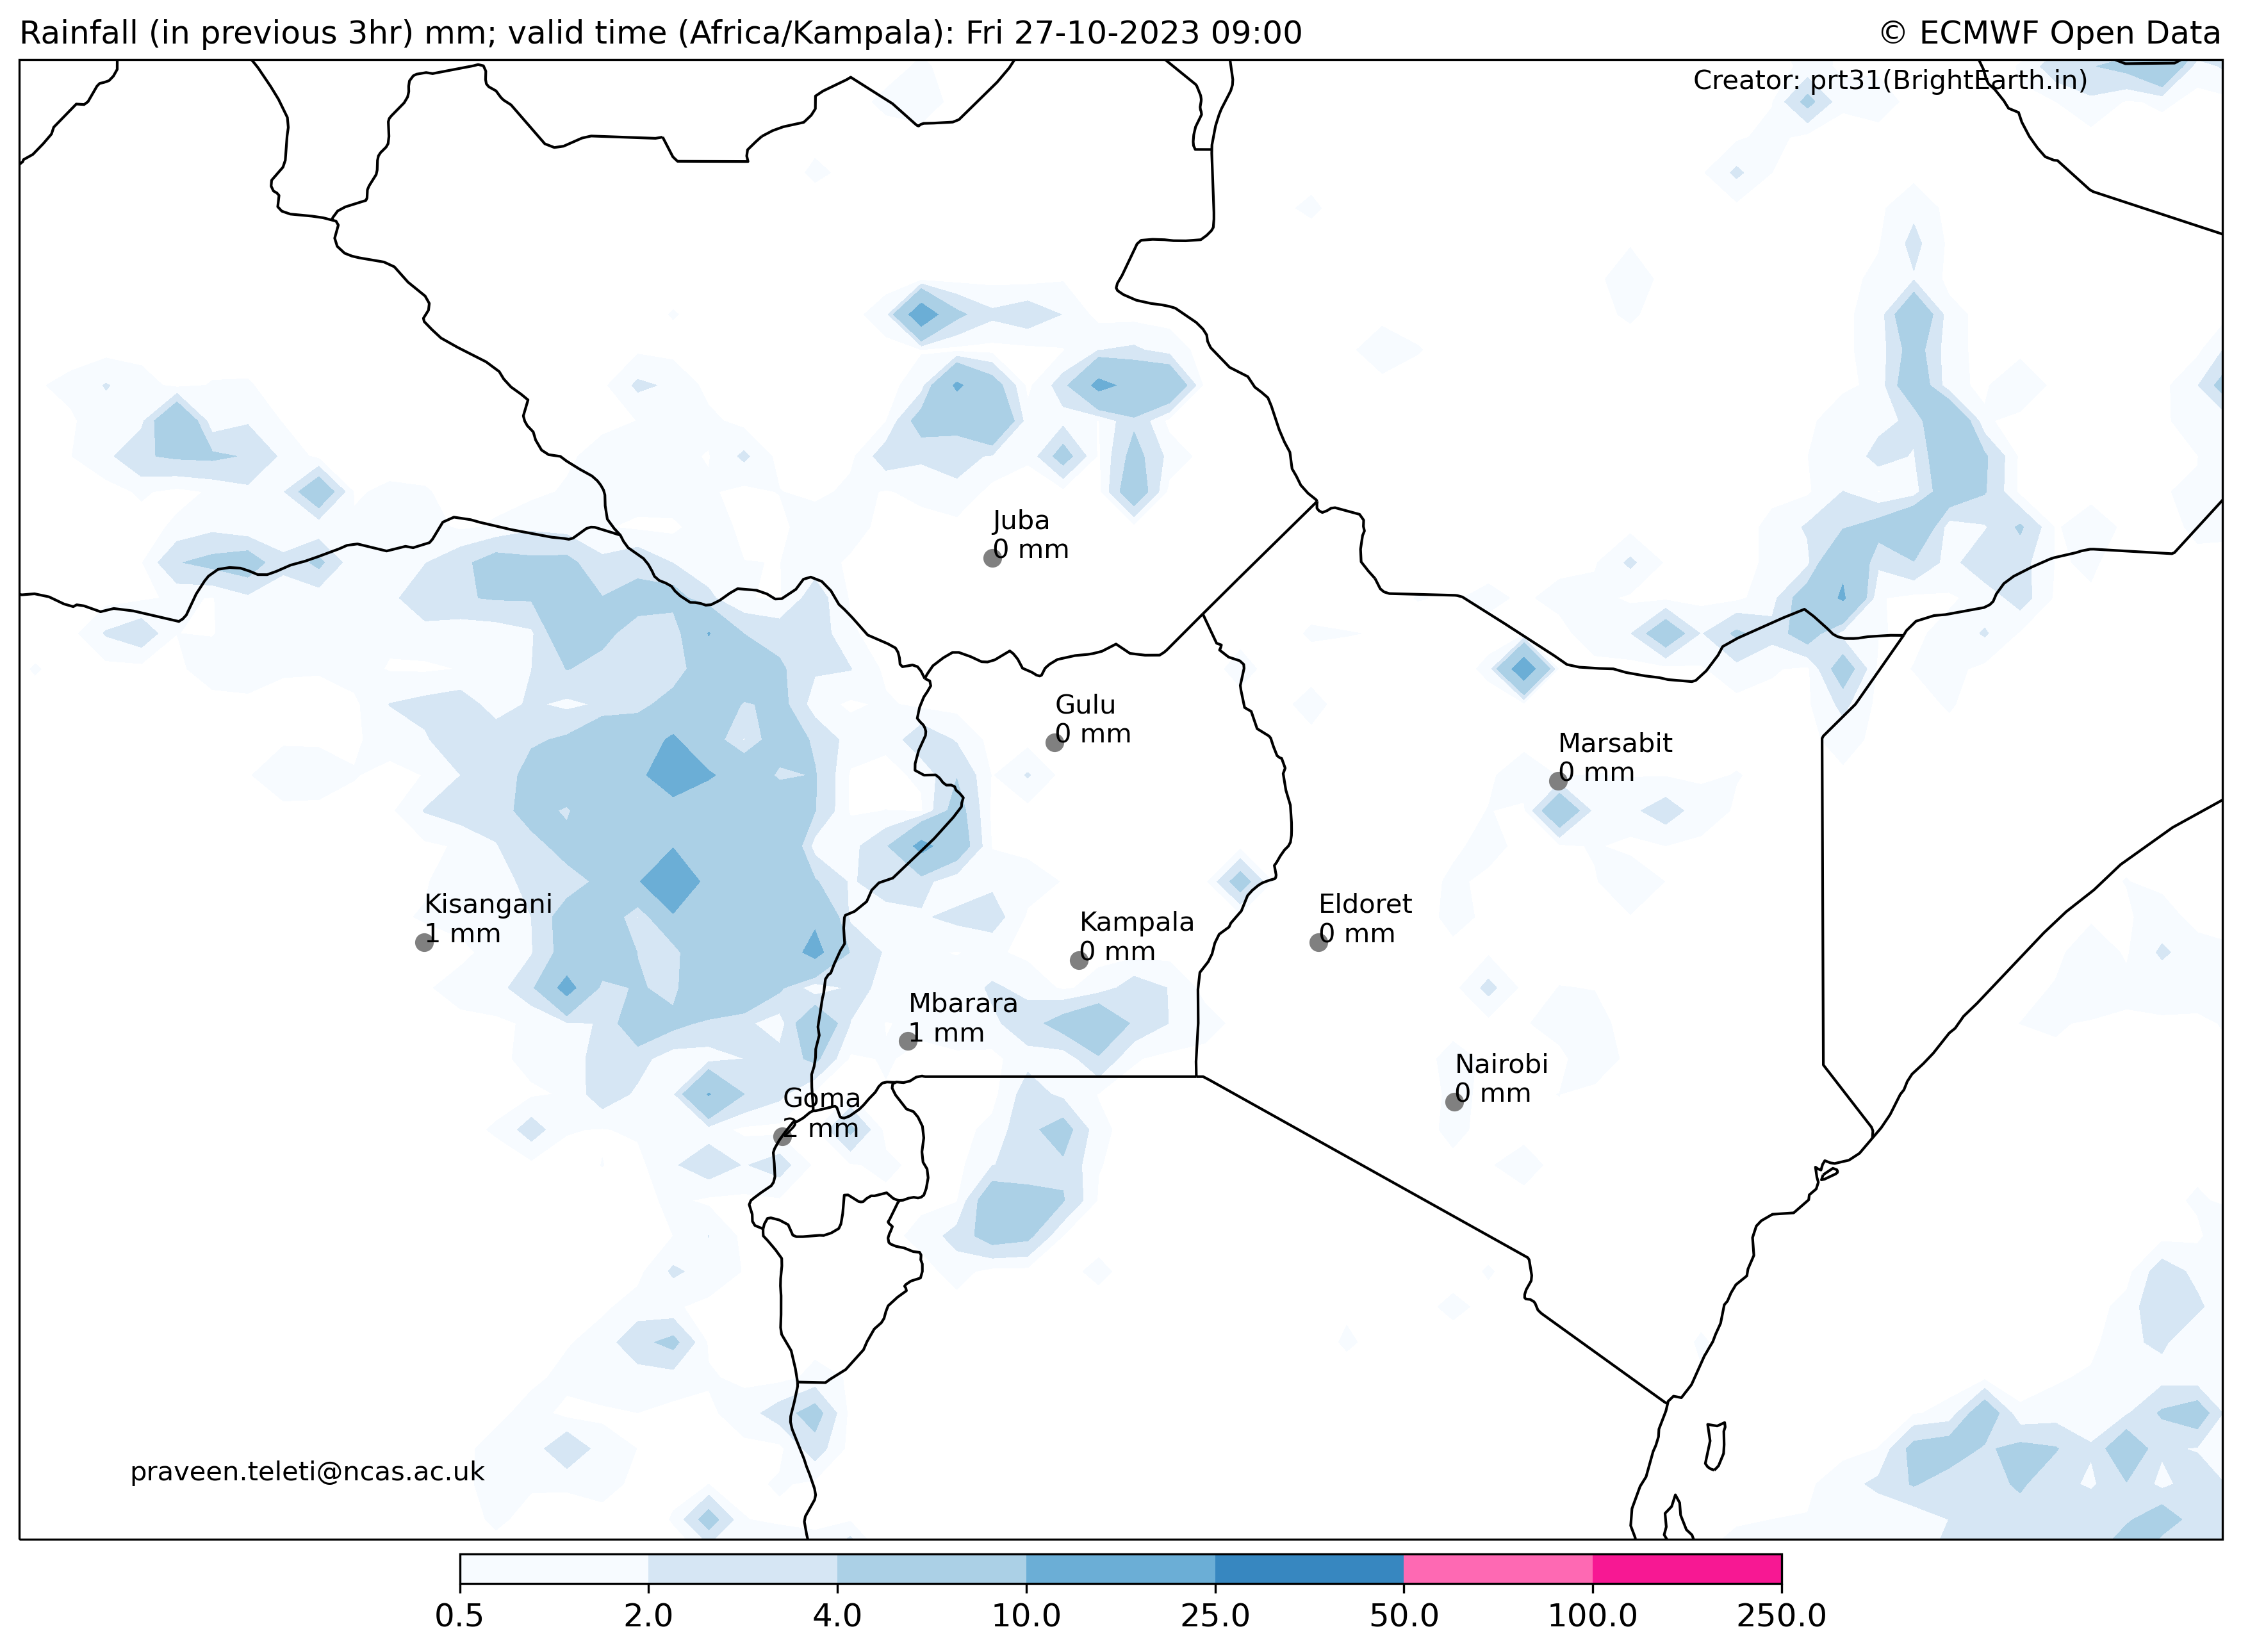 Rainfall (in previous 3hr) mm; valid time (Africa/Kampala): Fri 27-10-2023 09:00
© ECMWF Open Data
Creator: prt31(BrightEarth.in)
Juba
0 mm
Gulu
0 mm
Marsabit
0 mm
Kisangani
1 mm
Kampala
0 mm
Eldoret
0 mm
Mbarara
1 mm
Nairobi
0 mm
Goma
2 mm
praveen.teleti@ncas.ac.uk
0.5 2.0 4.0 10.0 25.0 50.0 100.0 250.0